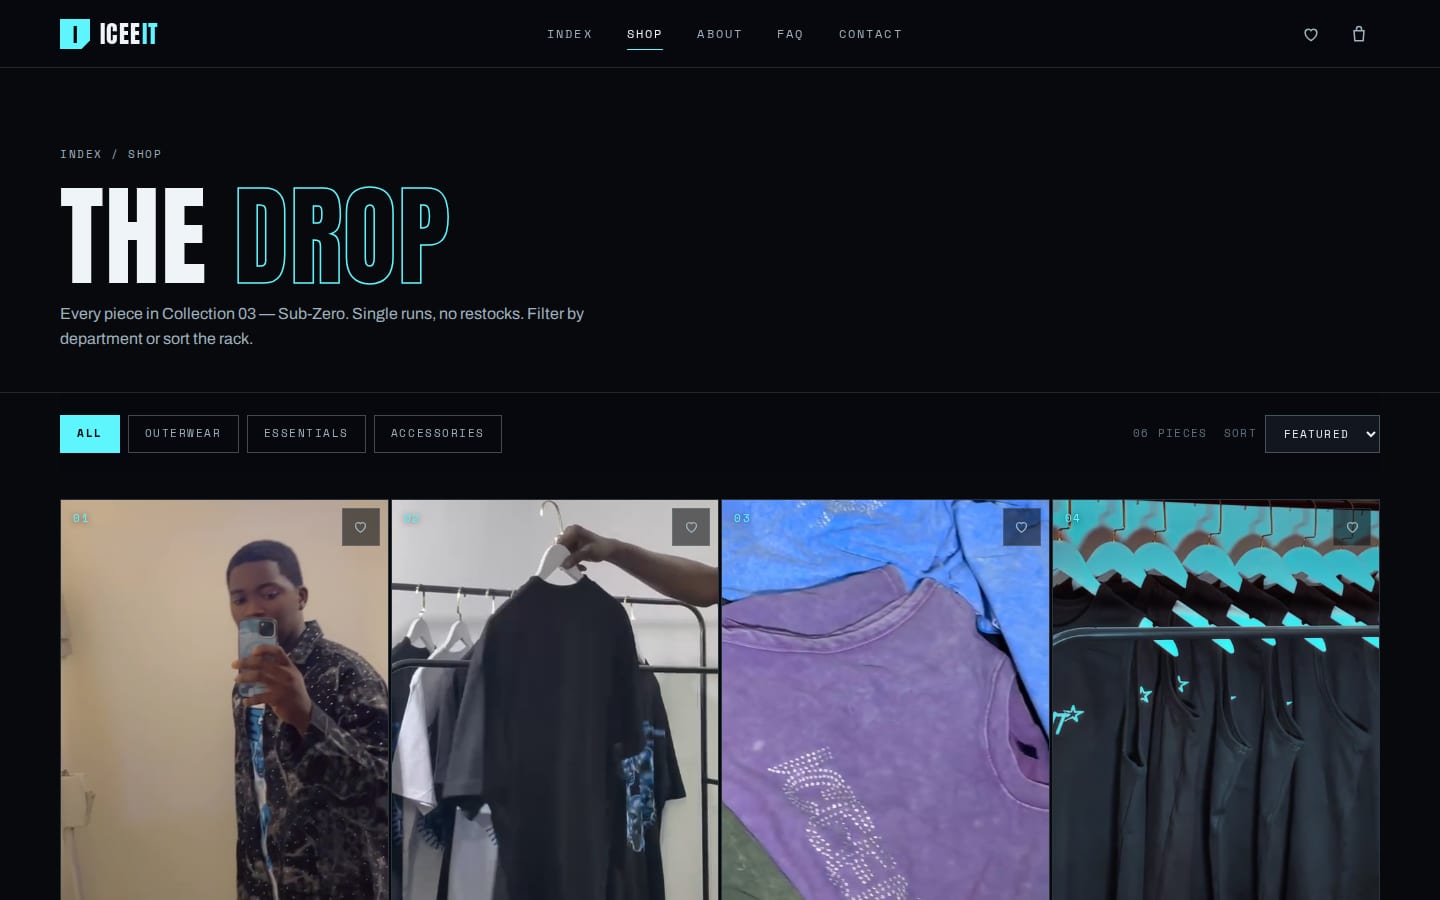 I ICEEIT
INDEX SHOP ABOUT FAQ CONTACT
INDEX / SHOP
THE DROP
Every piece in Collection 03 — Sub-Zero. Single runs, no restocks. Filter by
department or sort the rack.
ALL OUTERWEAR ESSENTIALS ACCESSORIES
06 PIECES SORT FEATURED
01
02
03
04